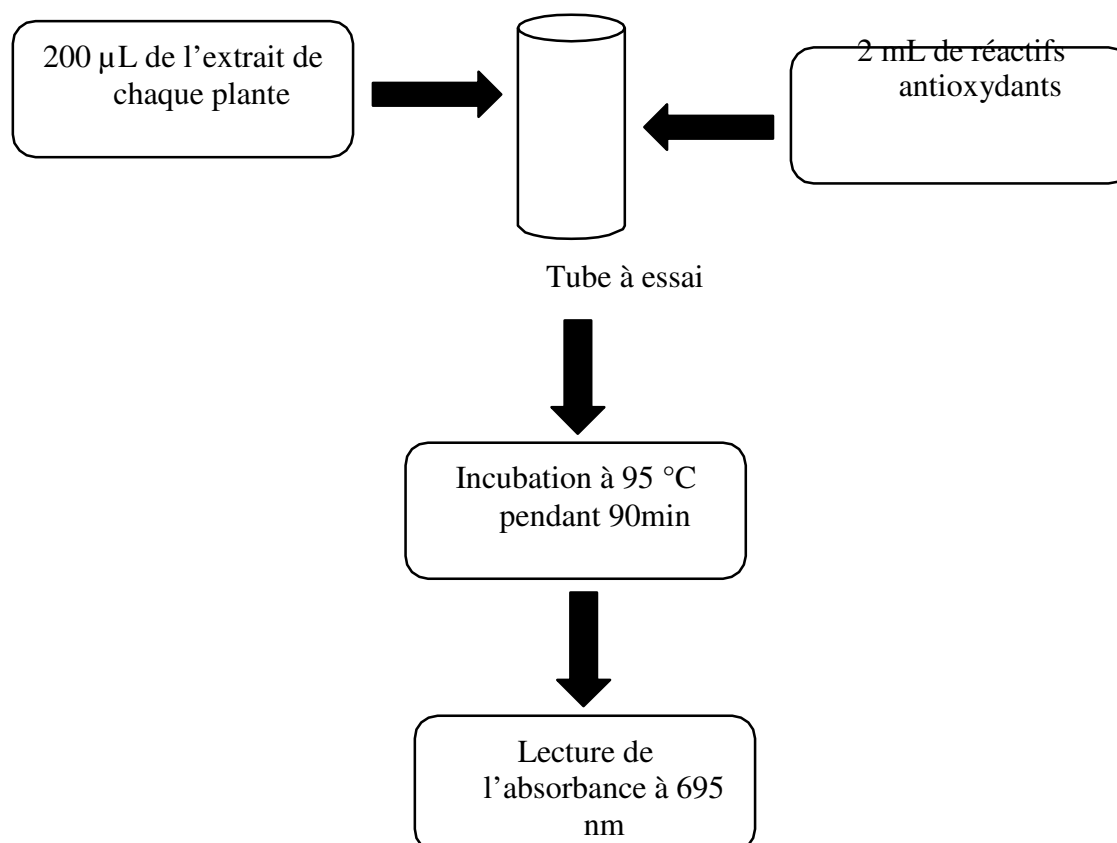 200 µL de l’extrait de
chaque plante
2 mL de réactifs
antioxydants
Tube à essai
Incubation à 95 °C
pendant 90min
Lecture de
l’absorbance à 695
nm